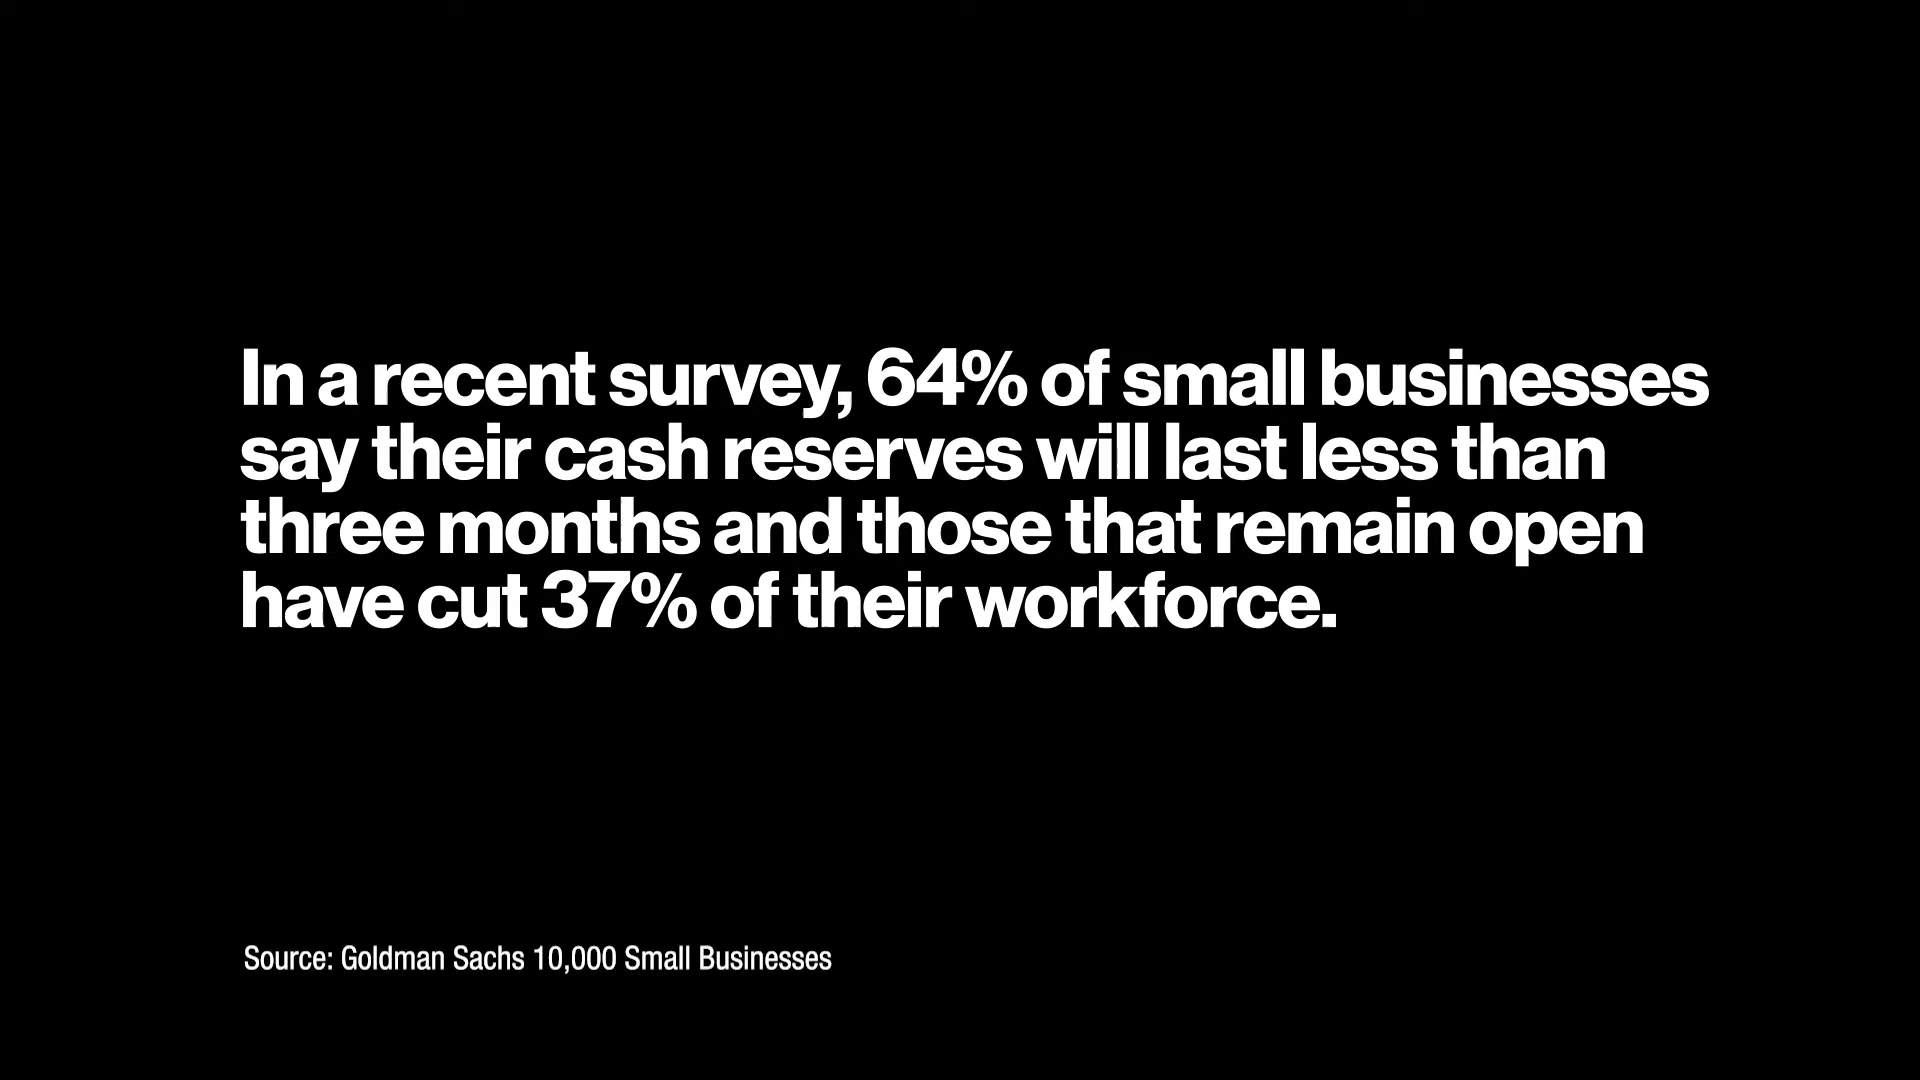 In a recent survey, 64% of small businesses
say their cash reserves will last less than
three months and those that remain open
have cut 37% of their workforce.
Source: Goldman Sachs 10,000 Small Businesses